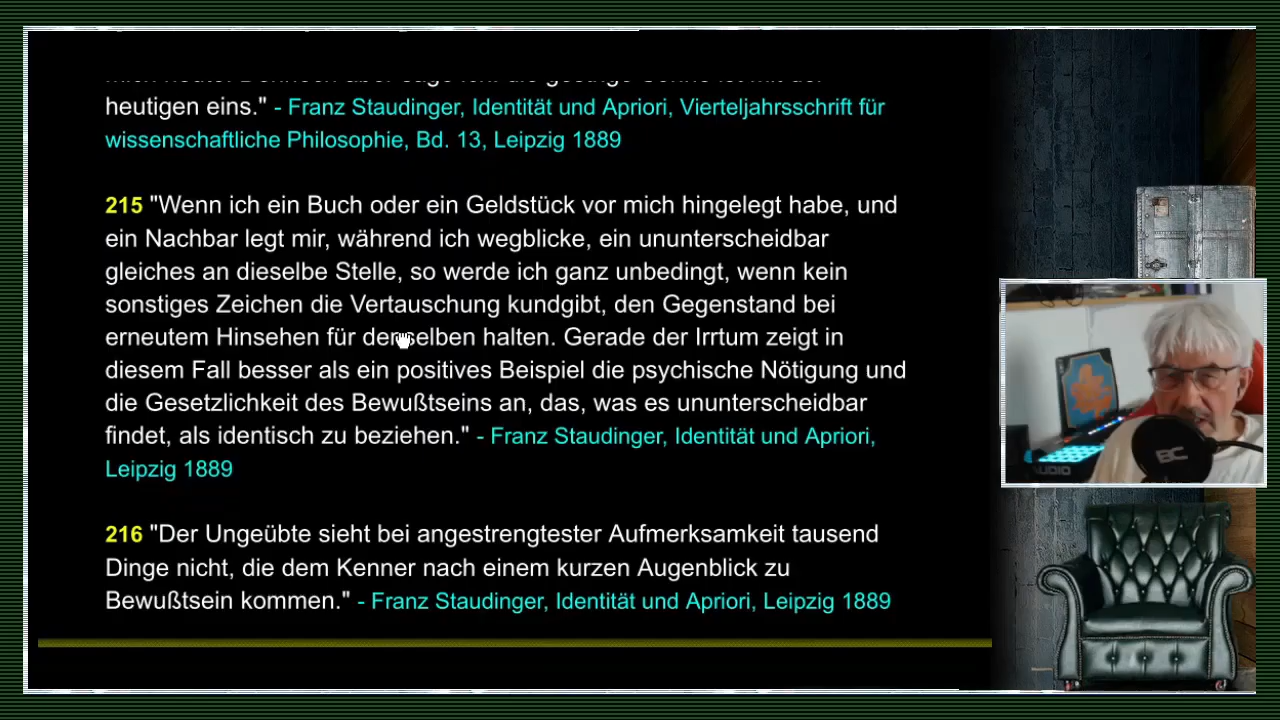 heutigen eins." - Franz Staudinger, Identität und Apriori, Vierteljahrsschrift für
wissenschaftliche Philosophie, Bd. 13, Leipzig 1889
215 "Wenn ich ein Buch oder ein Geldstück vor mich hingelegt habe, und
ein Nachbar legt mir, während ich wegblicke, ein ununterscheidbar
gleiches an dieselbe Stelle, so werde ich ganz unbedingt, wenn kein
sonstiges Zeichen die Vertauschung kundgibt, den Gegenstand bei
erneutem Hinsehen für denselben halten. Gerade der Irrtum zeigt in
diesem Fall besser als ein positives Beispiel die psychische Nötigung und
die Gesetzlichkeit des Bewußtseins an, das, was es ununterscheidbar
findet, als identisch zu beziehen." - Franz Staudinger, Identität und Apriori,
Leipzig 1889
216 "Der Ungeübte sieht bei angestrengtester Aufmerksamkeit tausend
Dinge nicht, die dem Kenner nach einem kurzen Augenblick zu
Bewußtsein kommen." - Franz Staudinger, Identität und Apriori, Leipzig 1889
BC
AUDIO